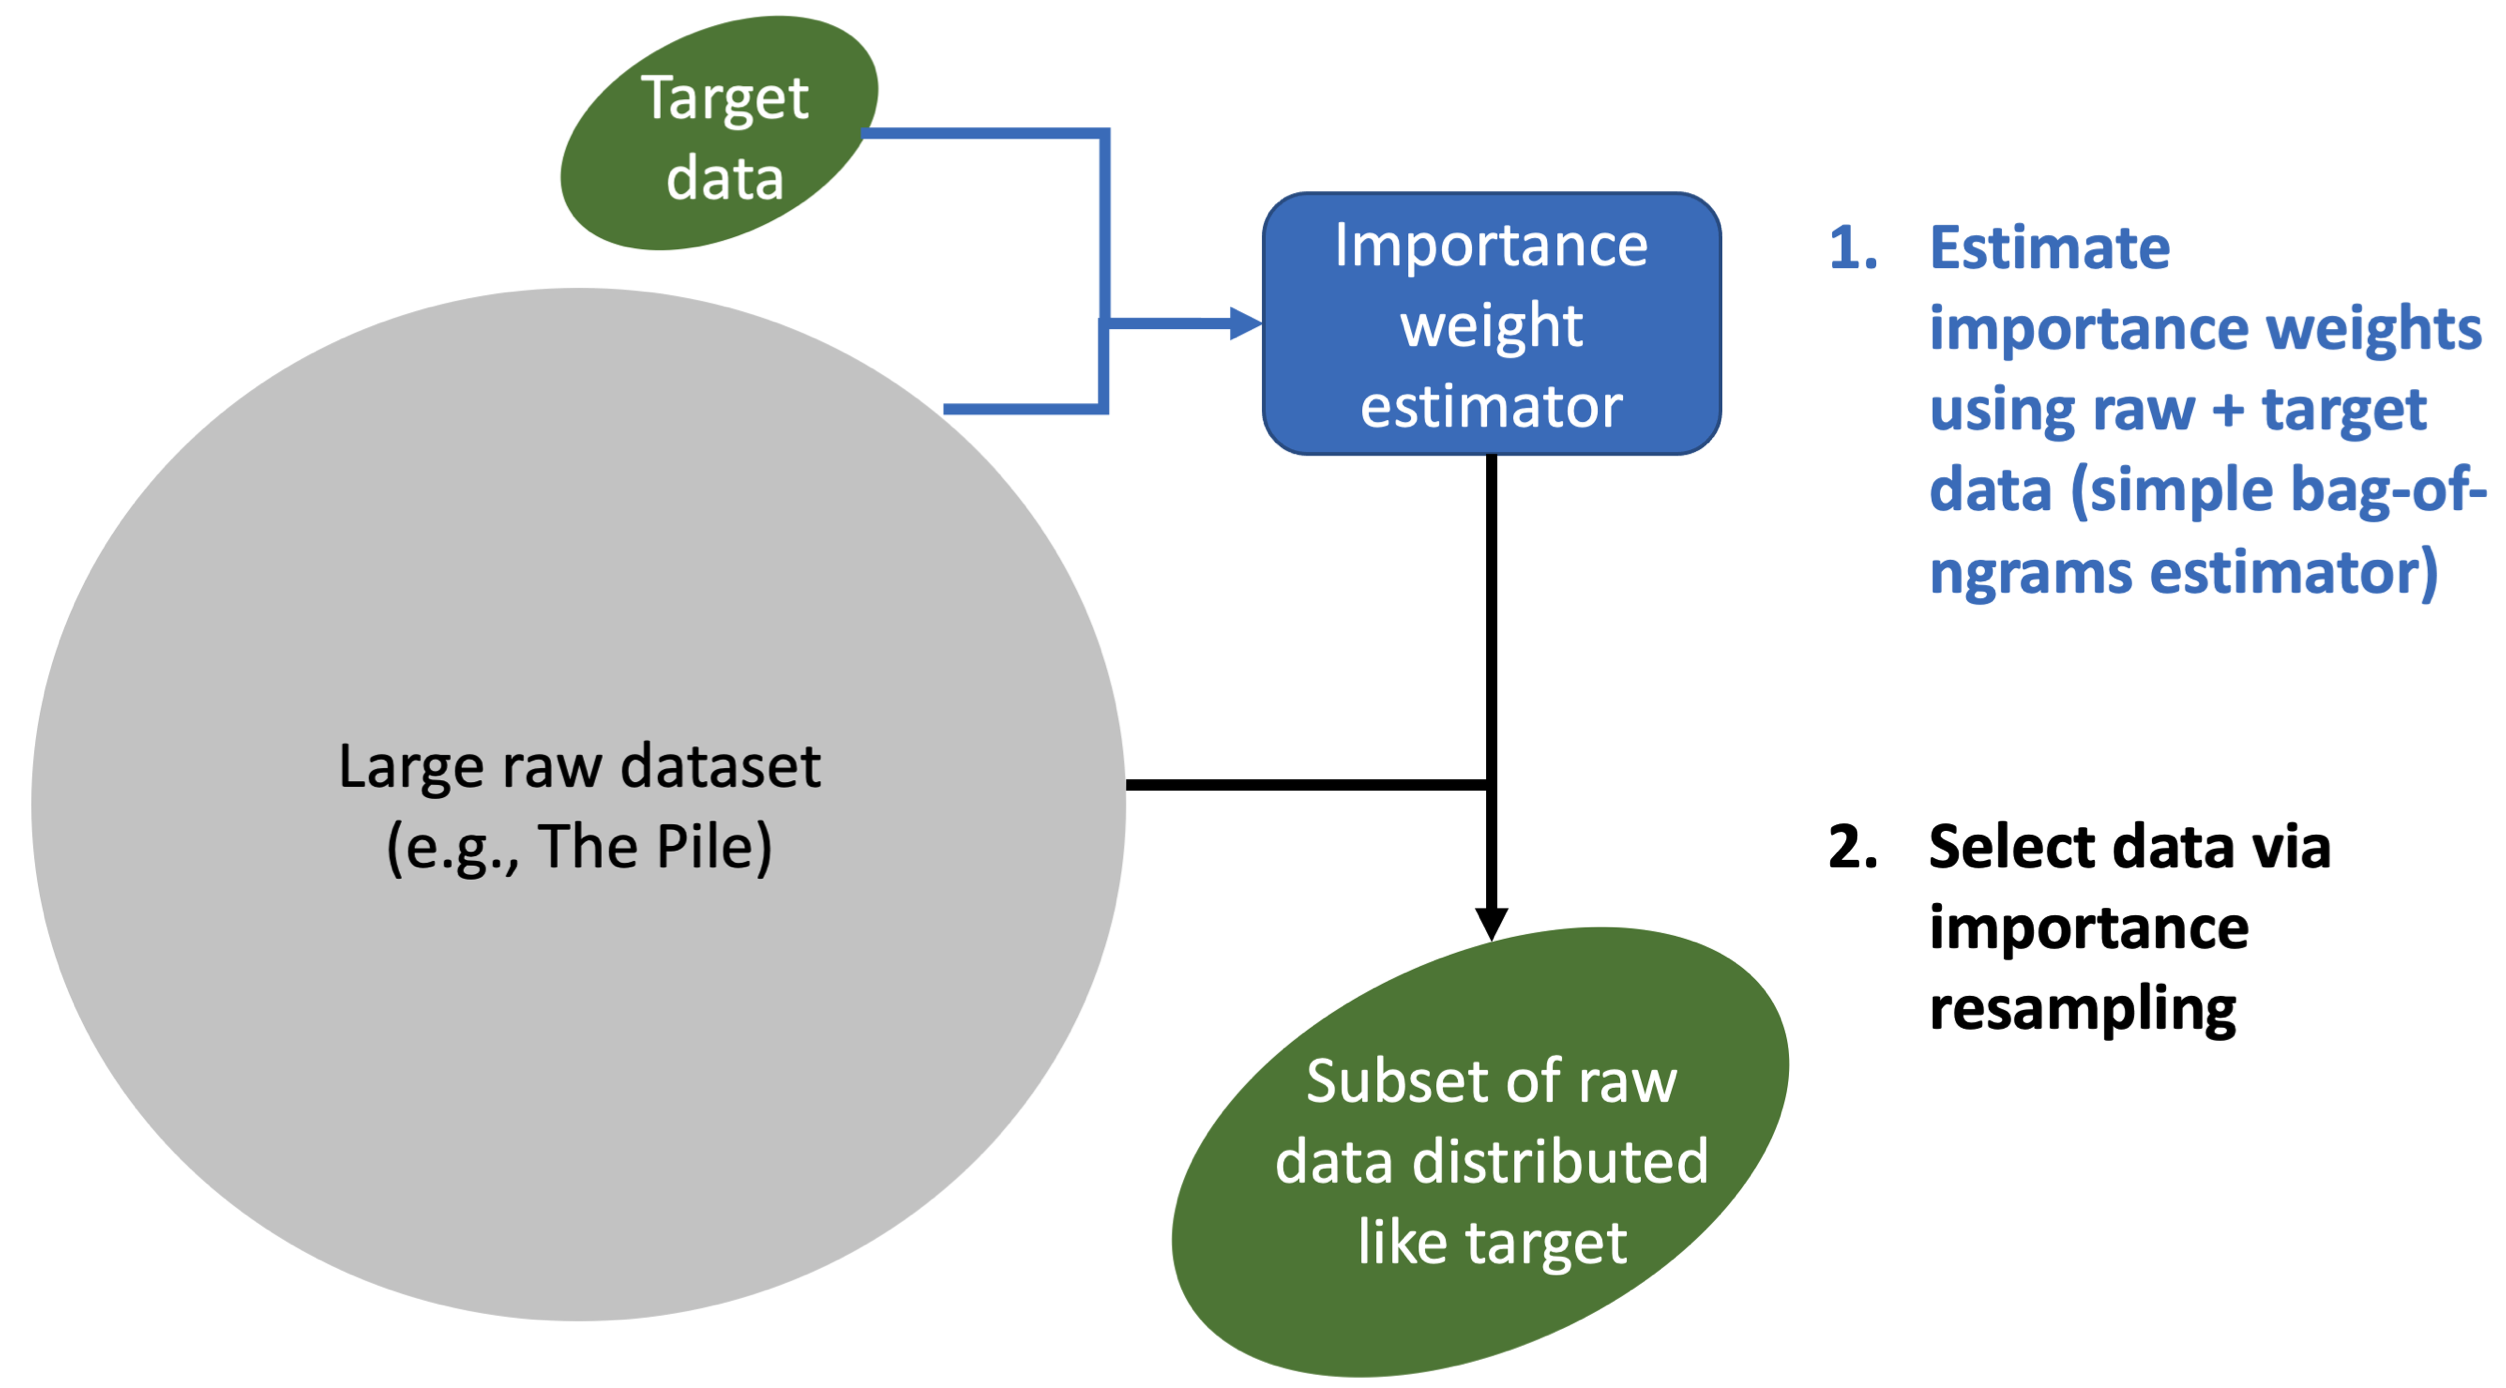 Target
data
Importance
weight
estimator
1. Estimate
importance weights
using raw + target
data (simple bag-of-
ngrams estimator)
Large raw dataset
(e.g., The Pile)
2. Select data via
importance
resampling
Subset of raw
data distributed
like target